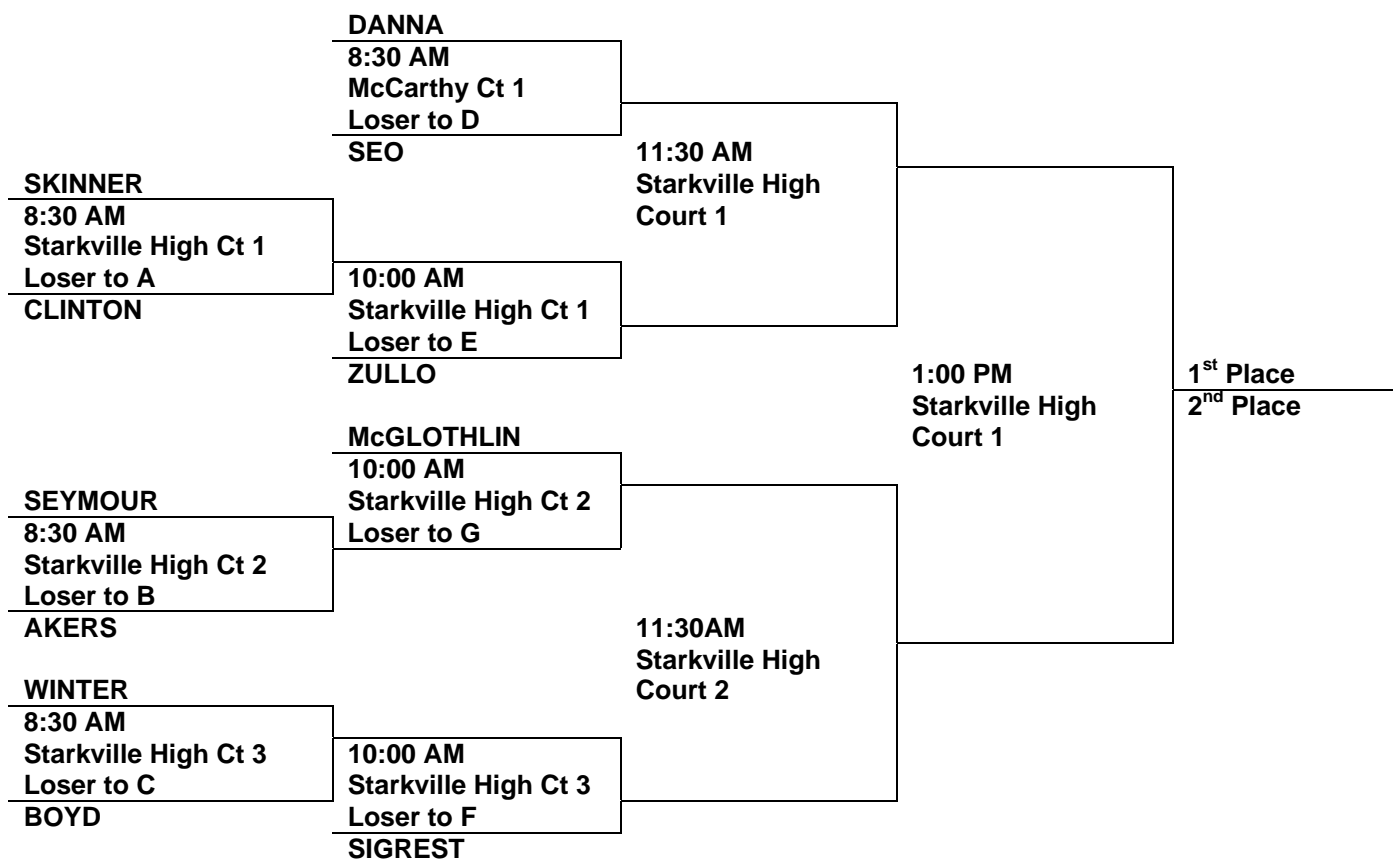 DANNA
8:30 AM
McCarthy Ct 1
Loser to D
SEO
SKINNER
8:30 AM
Starkville High Ct 1
Loser to A
CLINTON
10:00 AM
Starkville High Ct 1
Loser to E
ZULLO
11:30 AM
Starkville High
Court 1
McGLOTHLIN
10:00 AM
Starkville High Ct 2
Loser to G
SEYMOUR
8:30 AM
Starkville High Ct 2
Loser to B
AKERS
WINTER
8:30 AM
Starkville High Ct 3
Loser to C
BOYD
10:00 AM
Starkville High Ct 3
Loser to F
SIGREST
11:30AM
Starkville High
Court 2
1:00 PM
Starkville High
Court 1
1st Place
2nd Place